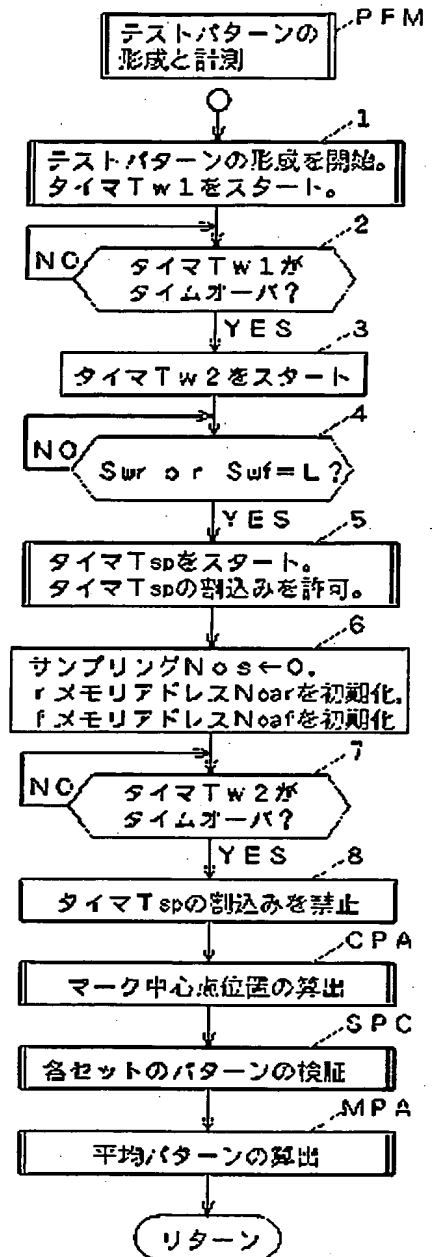 PFM
テストパターンの
形成と計測
1
テストパターンの形成を開始。
タイマTw1をスタート。
2
NO
タイマTw1が
タイムオーバ?
YES
3
タイマTw2をスタート
4
NO
Swr or Swf=L?
YES
5
タイマTspをスタート。
タイマTspの割込みを許可。
6
サンプリングNos←0,
rメモリアドレスNoarを初期化,
fメモリアドレスNoafを初期化
7
NO
タイマTw2が
タイムオーバ?
YES
8
タイマTspの割込みを禁止
CPA
マーク中心点位置の算出
SPC
各セットのパターンの検証
MPA
平均パターンの算出
リターン